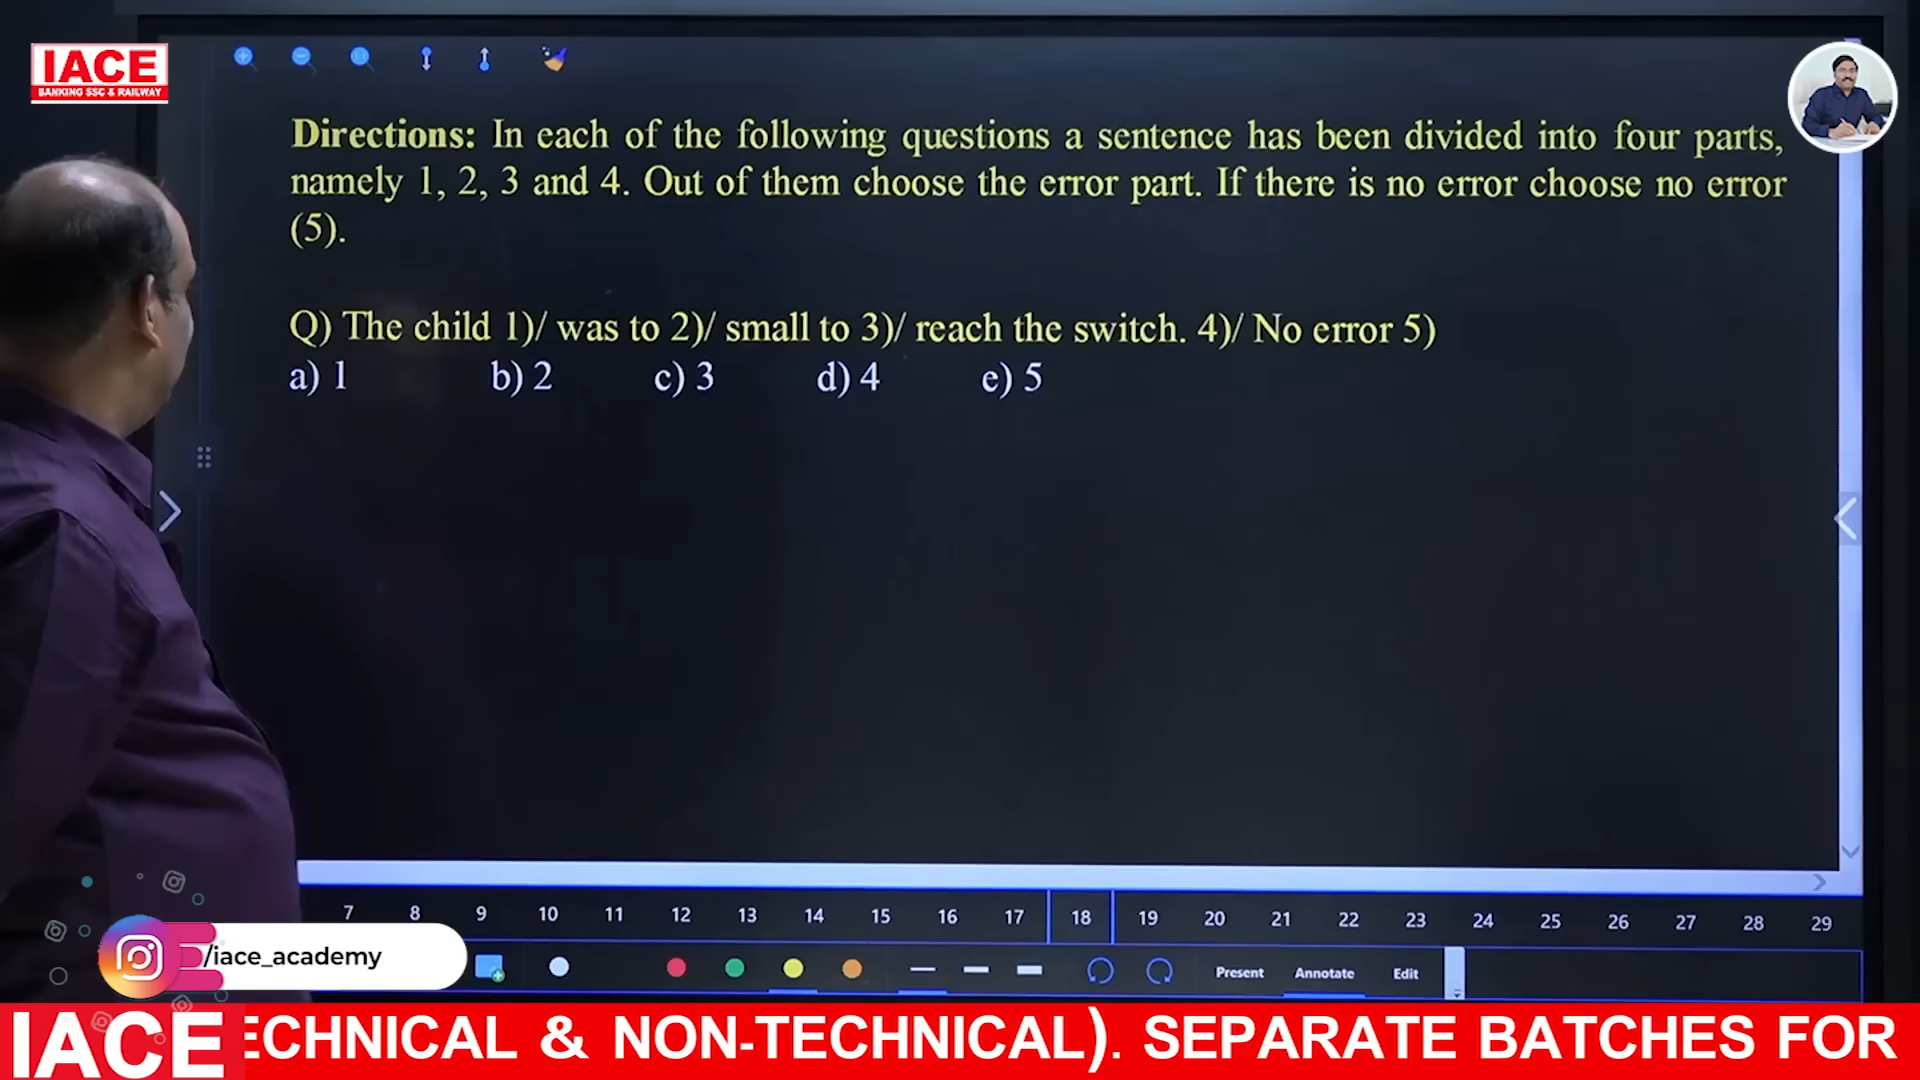 IACE
BANKING SSC & RAILWAY
Directions: In each of the following questions a sentence has been divided into four parts,
namely 1, 2, 3 and 4. Out of them choose the error part. If there is no error choose no error
(5).
Q) The child 1)/ was to 2)/ small to 3)/ reach the switch. 4)/ No error 5)
a) 1 b) 2 c) 3 d) 4 e) 5
7 8 9 10 11 12 13 14 15 16 17 18 19 20 21 22 23 24 25 26 27 28 29
/iace_academy
Present Annotate Edit
IACE ECHNICAL & NON-TECHNICAL). SEPARATE BATCHES FOR